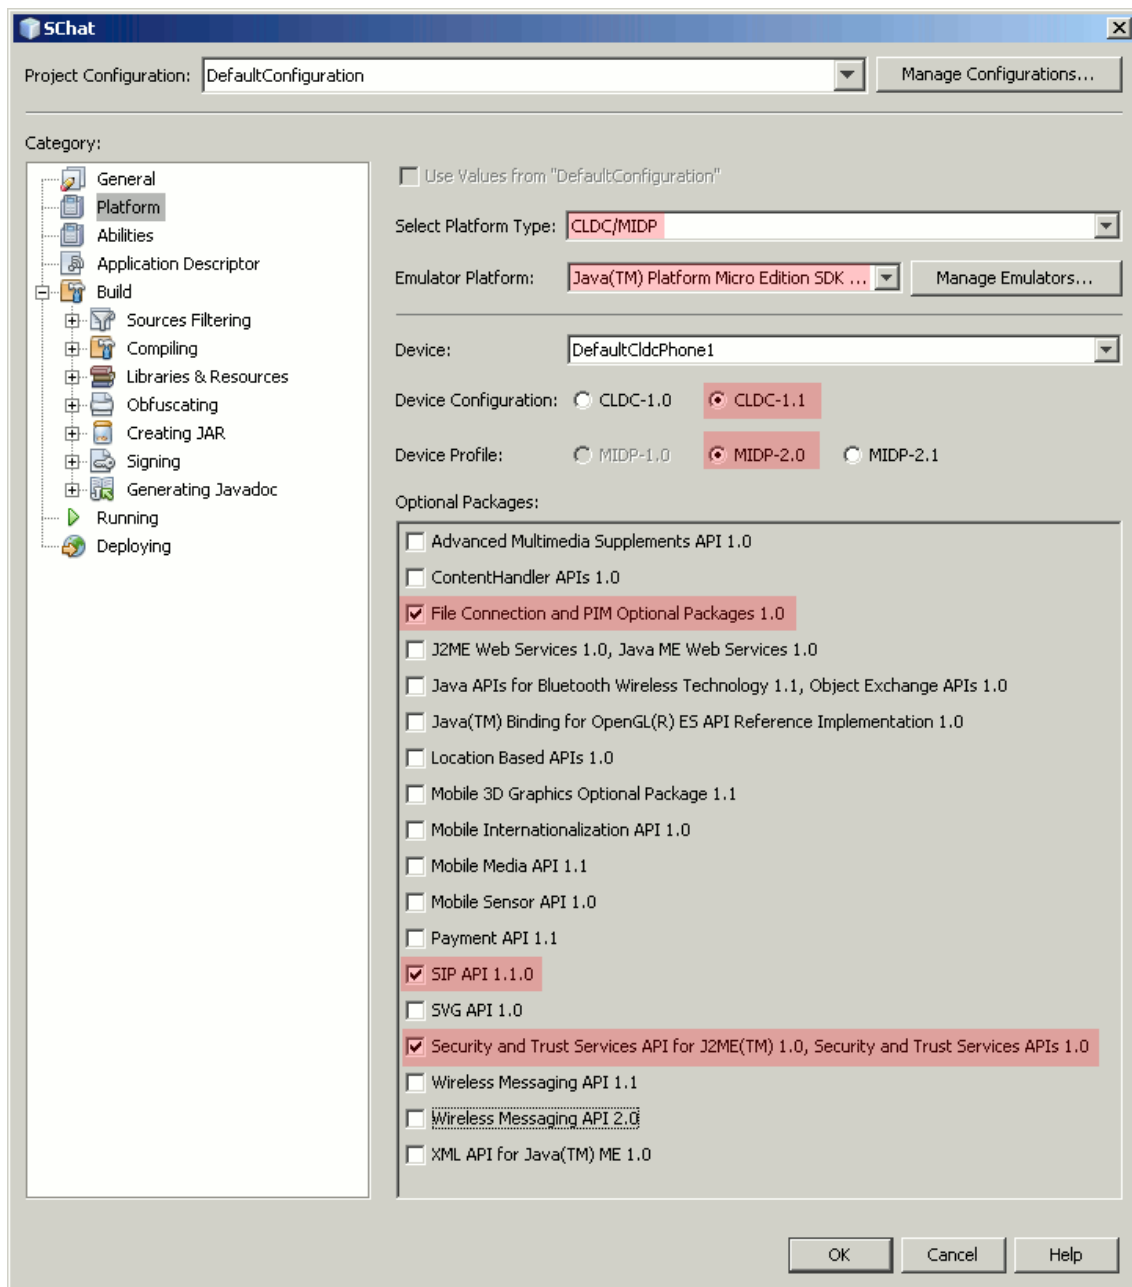 SChat
Project Configuration: DefaultConfiguration Manage Configurations...
Category:
General
Platform
Abilities
Application Descriptor
Build
Sources Filtering
Compiling
Libraries & Resources
Obfuscating
Creating JAR
Signing
Generating Javadoc
Running
Deploying
Use Values from "DefaultConfiguration"
Select Platform Type: CLDC/MIDP
Emulator Platform: Java(TM) Platform Micro Edition SDK ... Manage Emulators...
Device: DefaultCldcPhone1
Device Configuration: CLDC-1.0 CLDC-1.1
Device Profile: MIDP-1.0 MIDP-2.0 MIDP-2.1
Optional Packages:
Advanced Multimedia Supplements API 1.0
ContentHandler APIs 1.0
File Connection and PIM Optional Packages 1.0
J2ME Web Services 1.0, Java ME Web Services 1.0
Java APIs for Bluetooth Wireless Technology 1.1, Object Exchange APIs 1.0
Java(TM) Binding for OpenGL(R) ES API Reference Implementation 1.0
Location Based APIs 1.0
Mobile 3D Graphics Optional Package 1.1
Mobile Internationalization API 1.0
Mobile Media API 1.1
Mobile Sensor API 1.0
Payment API 1.1
SIP API 1.1.0
SVG API 1.0
Security and Trust Services API for J2ME(TM) 1.0, Security and Trust Services APIs 1.0
Wireless Messaging API 1.1
Wireless Messaging API 2.0
XML API for Java(TM) ME 1.0
OK Cancel Help